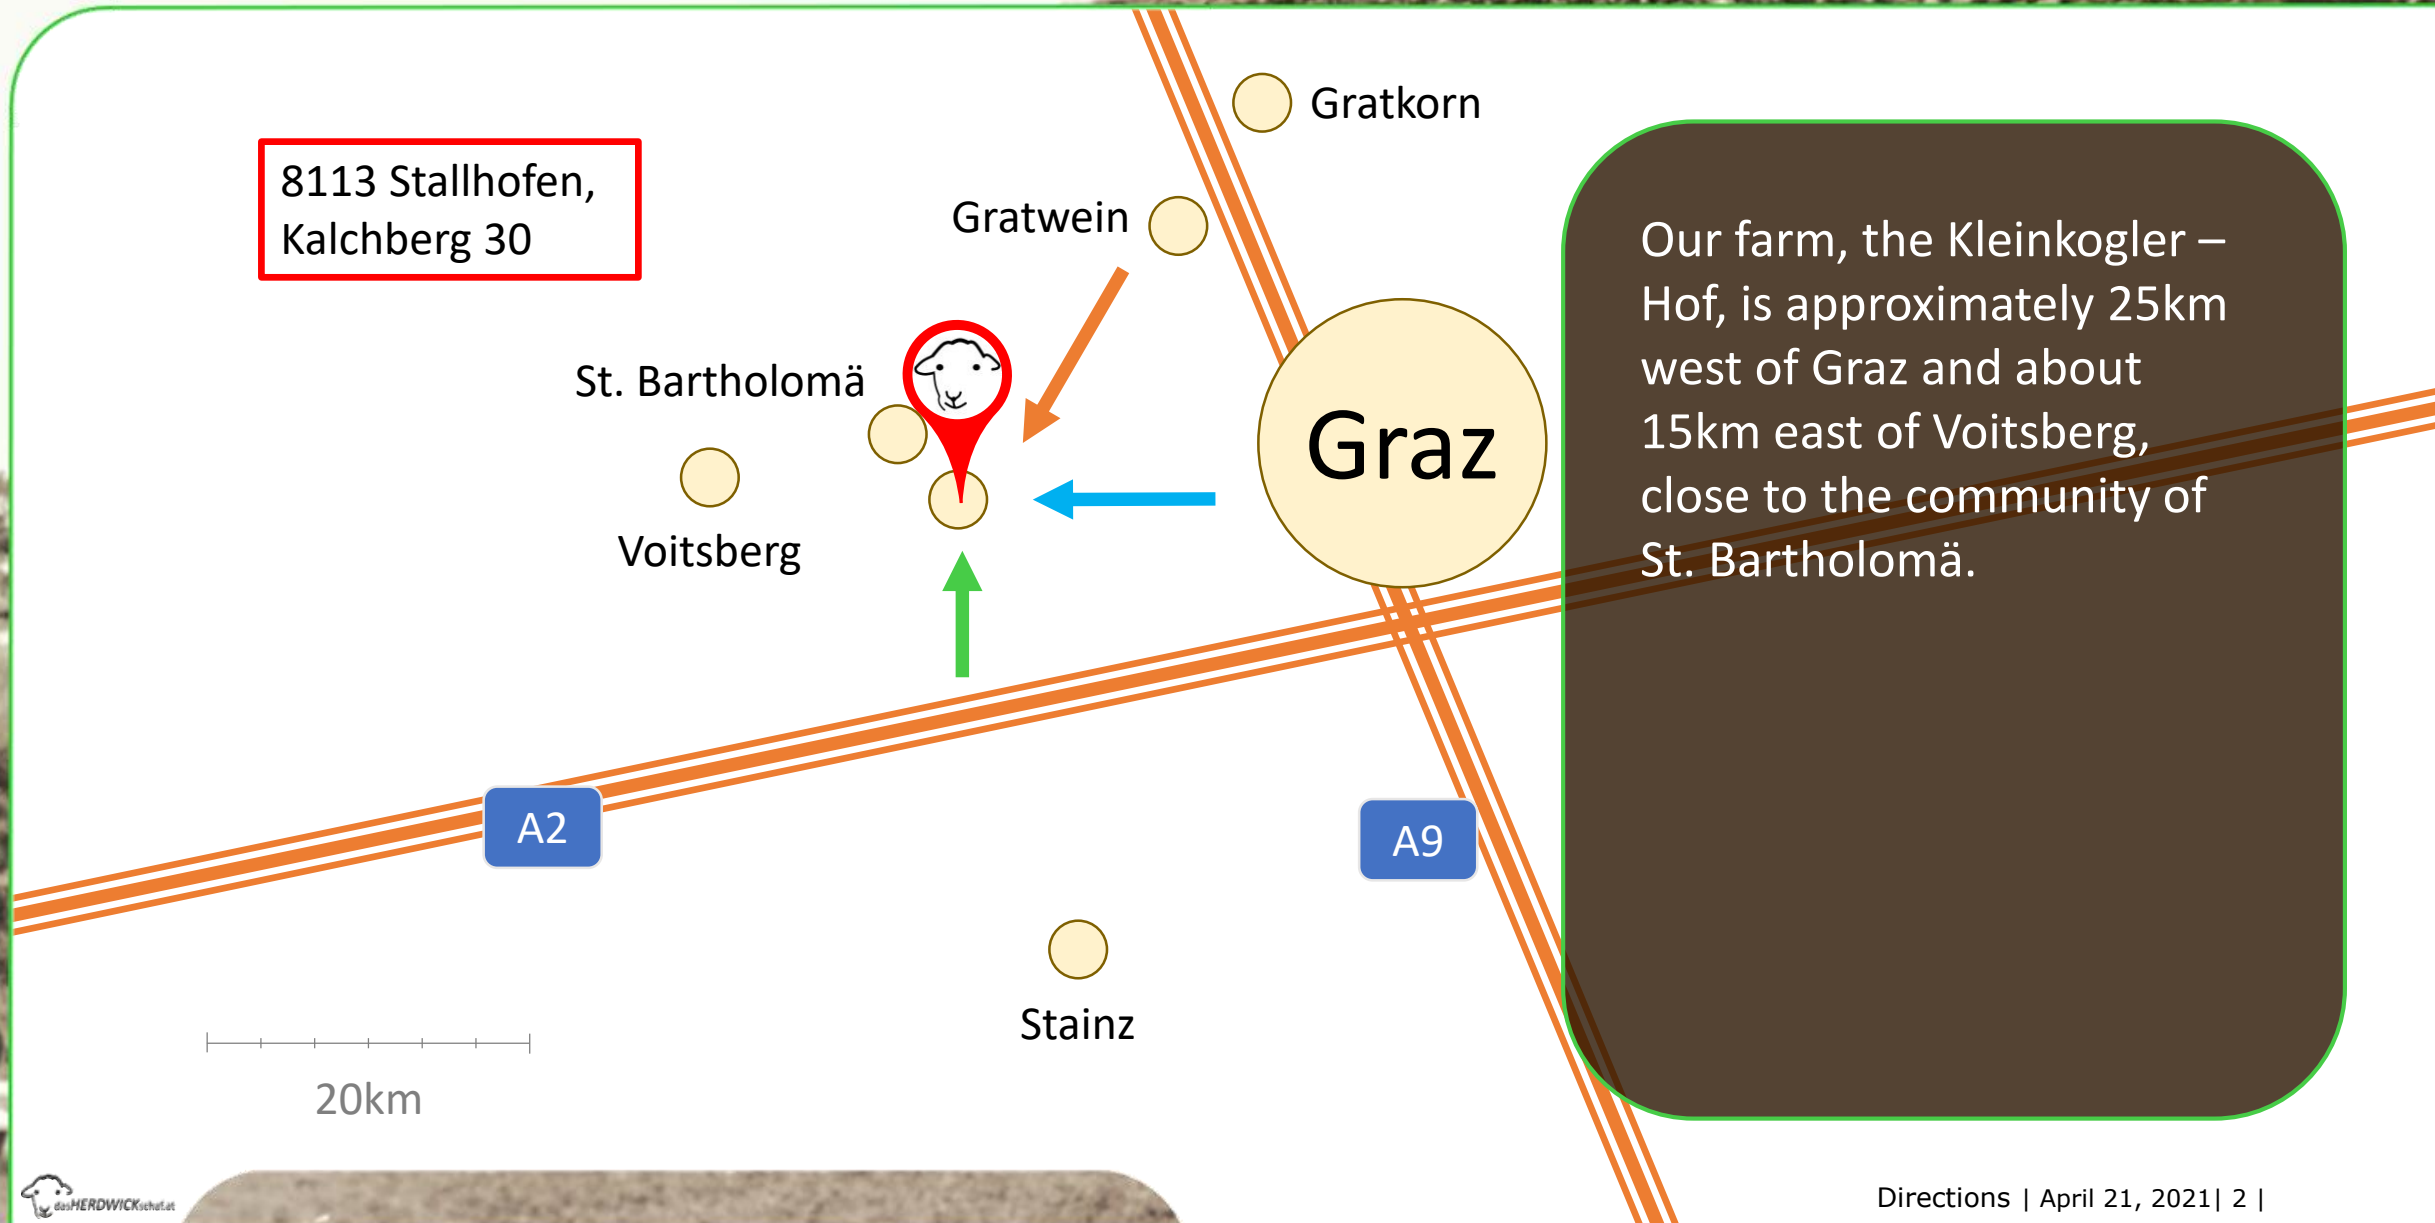 Gratkorn
8113 Stallhofen,
Kalchberg 30
Gratwein
St. Bartholomä
Voitsberg
Graz
Our farm, the Kleinkogler –
Hof, is approximately 25km
west of Graz and about
15km east of Voitsberg,
close to the community of
St. Bartholomä.
A2
A9
Stainz
20km
dasHERDWICKschaf.at
Directions | April 21, 2021| 2 |